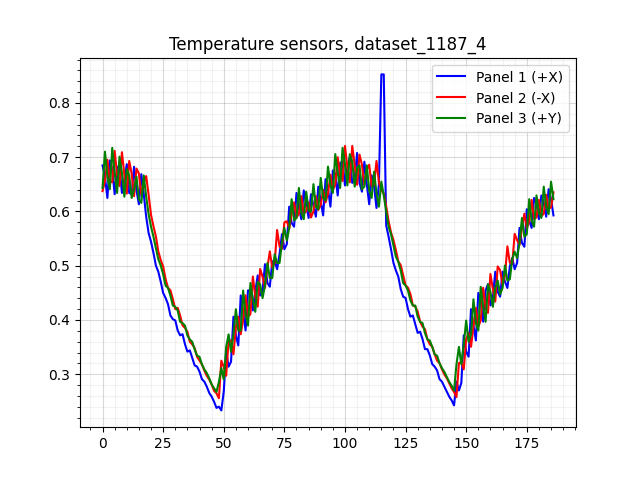 Temperature sensors, dataset_1187_4
Panel 1 (+X)
Panel 2 (-X)
Panel 3 (+Y)
0.8
0.7
0.6
0.5
0.4
0.3
0 25 50 75 100 125 150 175